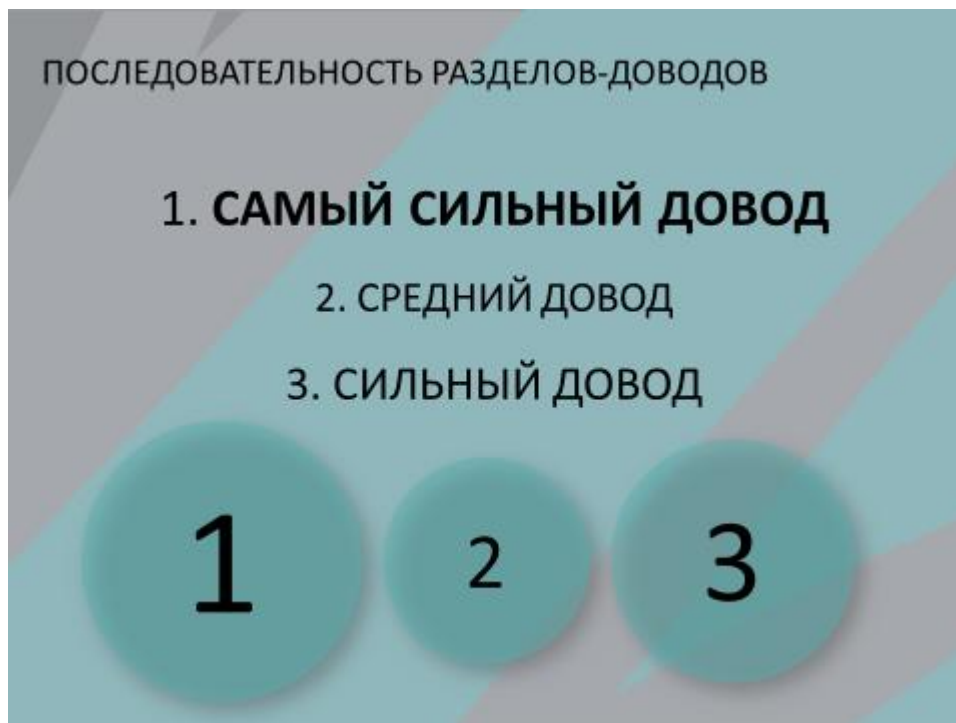 ПОСЛЕДОВАТЕЛЬНОСТЬ РАЗДЕЛОВ-ДОВОДОВ
1. САМЫЙ СИЛЬНЫЙ ДОВОД
2. СРЕДНИЙ ДОВОД
3. СИЛЬНЫЙ ДОВОД
1 2 3